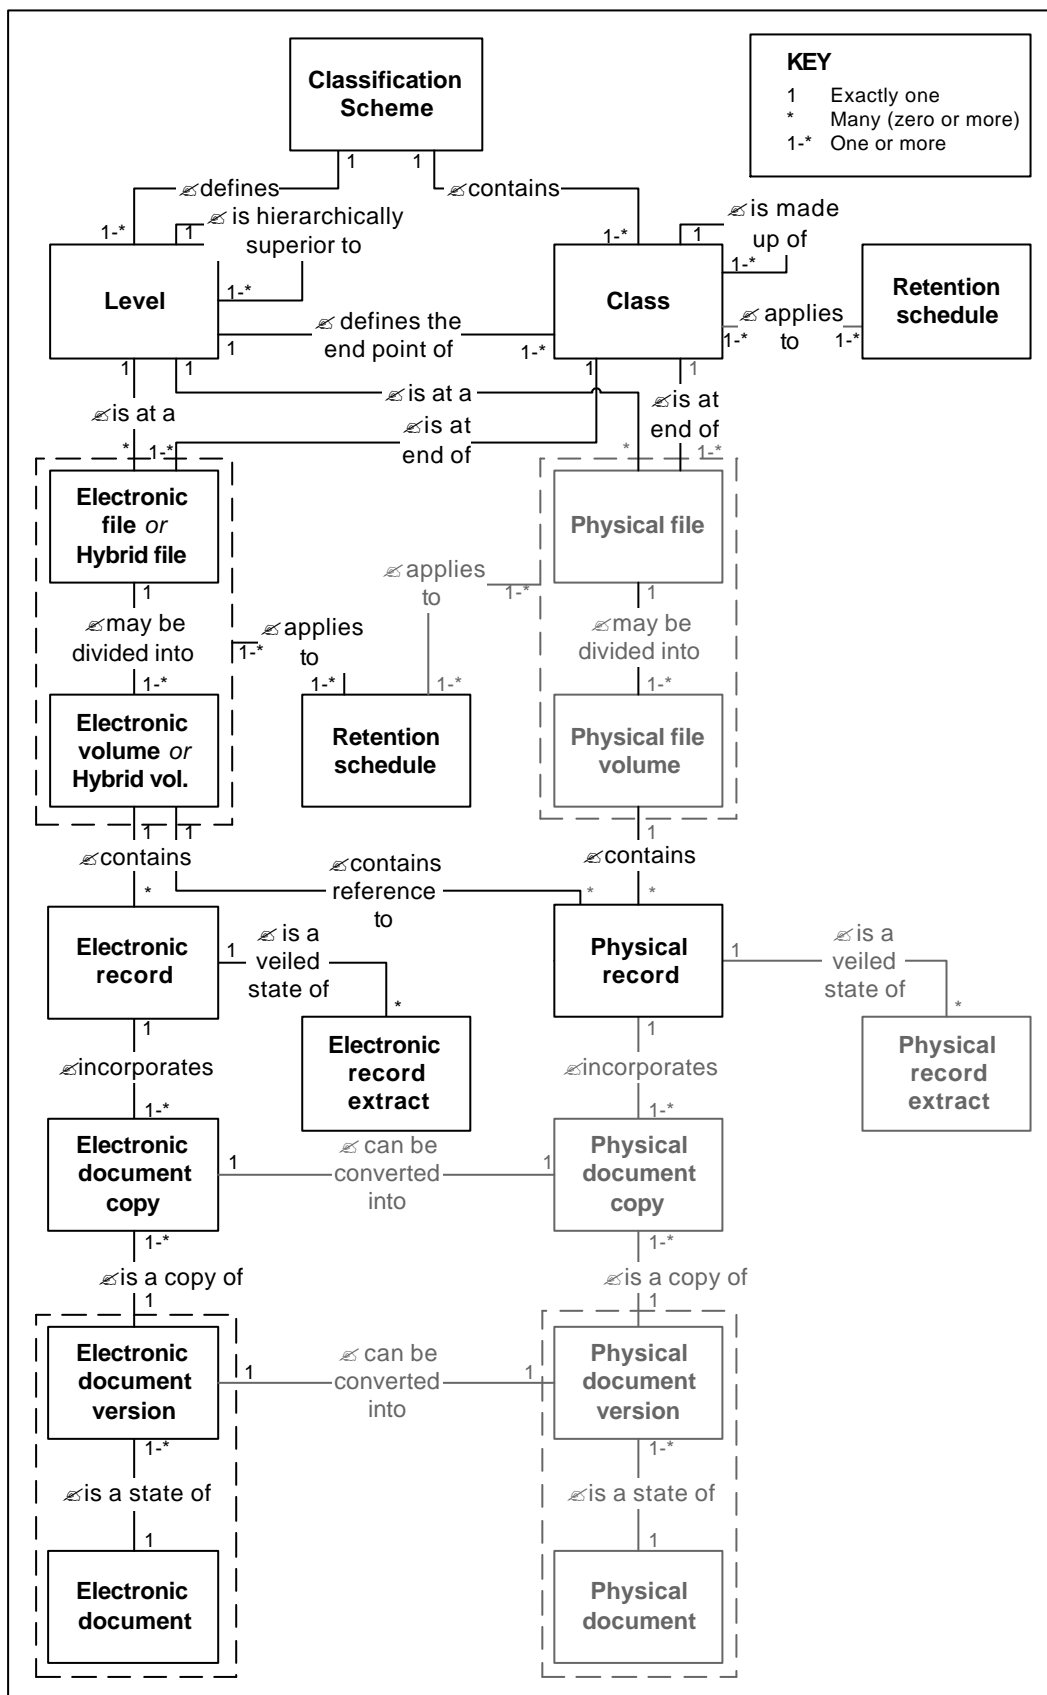 Classification
Scheme
KEY
1 Exactly one
* Many (zero or more)
1-* One or more
1 1
defines
contains
is hierarchically
superior to
is made
up of
1-* 1
1-* 1
1-*
1-*
Level
Class
Retention
schedule
defines the
end point of
1 1-*
applies
to
1-* 1-*
1 1
1 1
is at a
is at a
is at
end of
is at
end of
* 1-*
* 1-*
Electronic
file or
Hybrid file
Physical file
applies
to
1-*
1-*
1
may be
divided into
1-*
applies
to
1-*
1-*
1
may be
divided into
1-*
Electronic
volume or
Hybrid vol.
Retention
schedule
Physical file
volume
1 1
1
contains
contains
reference
to
contains
*
* *
Electronic
record
1
is a
veiled
state of
*
Physical
record
1
is a
veiled
state of
*
Electronic
record
extract
Physical
record
extract
1
incorporates
1-*
1
incorporates
1-*
Electronic
document
copy
1
can be
converted
into
1
Physical
document
copy
1-*
is a copy of
1
1-*
is a copy of
1
Electronic
document
version
1
can be
converted
into
1
Physical
document
version
1-*
is a state of
1
1-*
is a state of
1
Electronic
document
Physical
document